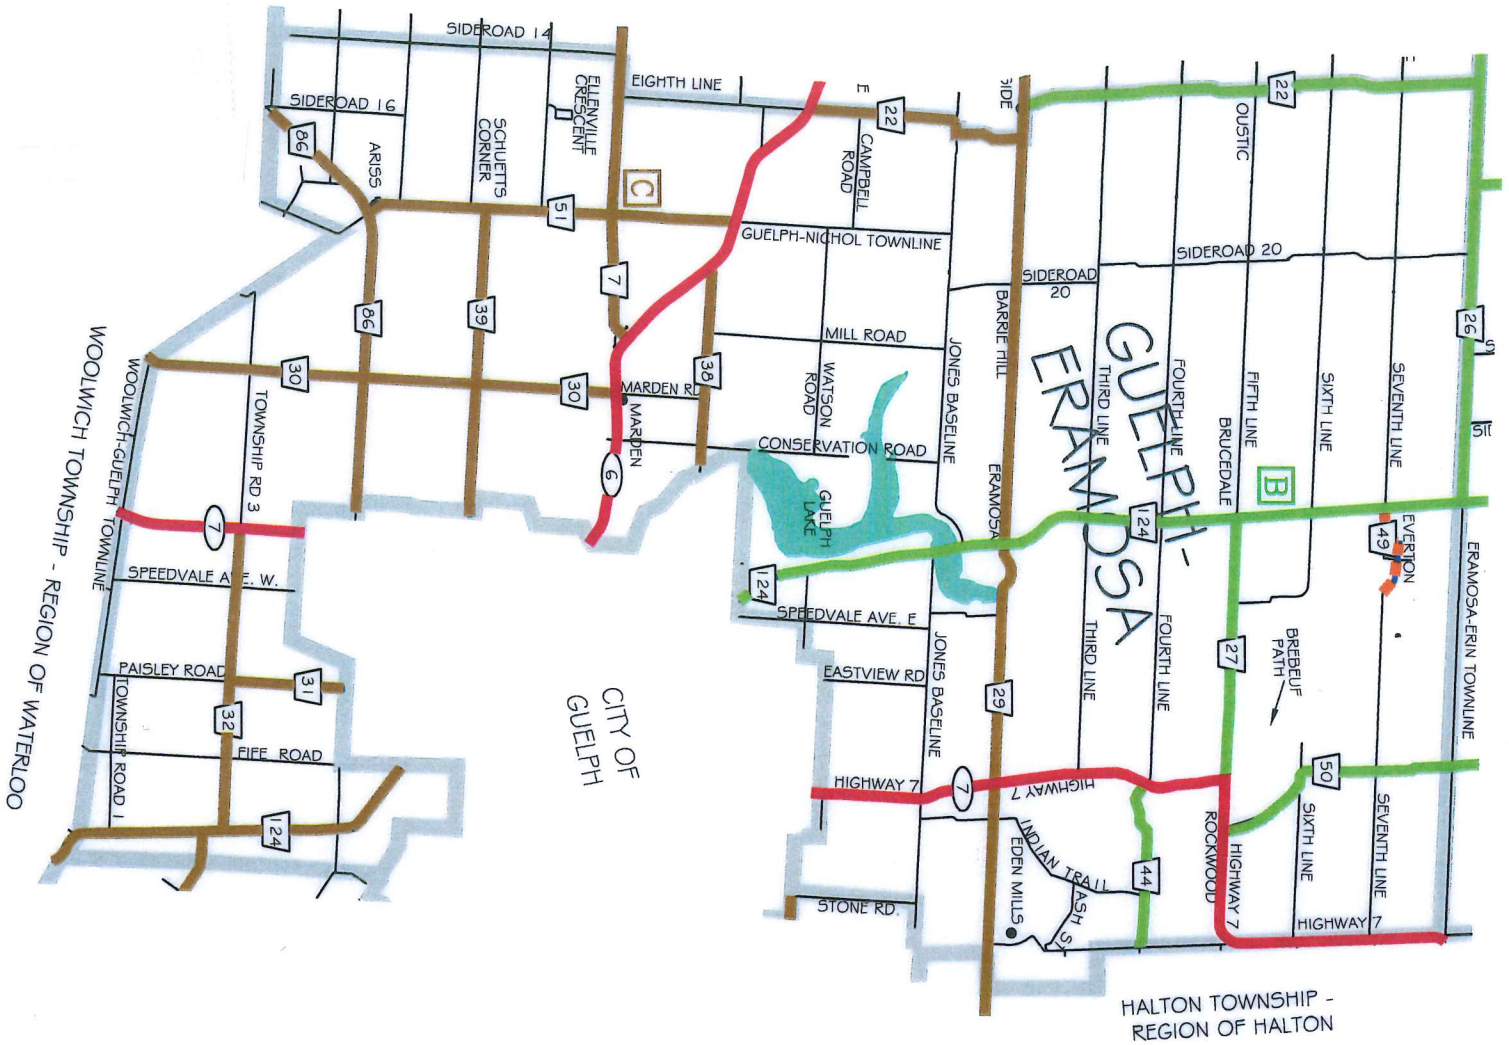 SIDEROAD 14
EIGHTH LINE
SIDEROAD 16
ELLENVILLE
CRESCENT
SCHUETTS
CORNER
ARISS
86
51
C
22
CAMPBELL
ROAD
SIDE
OUSTIC
22
GUELPH-NICHOL TOWNLINE
SIDEROAD 20
SIDEROAD
20
BARRIE HILL
7
86
39
30
30
38
MILL ROAD
WATSON
ROAD
JONES BASELINE
MARDEN RD
MARDEN
CONSERVATION ROAD
6
GUELPH
LAKE
ERAMOSA
GUELPH-
ERAMOSA
THIRD LINE
FOURTH LINE
FIFTH LINE
BRUCEDALE
SIXTH LINE
SEVENTH LINE
26
B
124
49
EVERTON
ERAMOSA-ERIN TOWNLINE
WOOLWICH TOWNSHIP - REGION OF WATERLOO
WOOLWICH-GUELPH TOWNLINE
TOWNSHIP RD 3
7
SPEEDVALE AVE. W.
PAISLEY ROAD
31
32
TOWNSHIP ROAD 1
FIFE ROAD
124
CITY OF
GUELPH
124
SPEEDVALE AVE. E
EASTVIEW RD
JONES BASELINE
29
THIRD LINE
FOURTH LINE
27
BREBEUF
PATH
50
HIGHWAY 7
7
HIGHWAY 7
INDIAN TRAIL
EDEN MILLS
ASH ST
44
ROCKWOOD
HIGHWAY 7
SIXTH LINE
SEVENTH LINE
HIGHWAY 7
STONE RD.
HALTON TOWNSHIP -
REGION OF HALTON